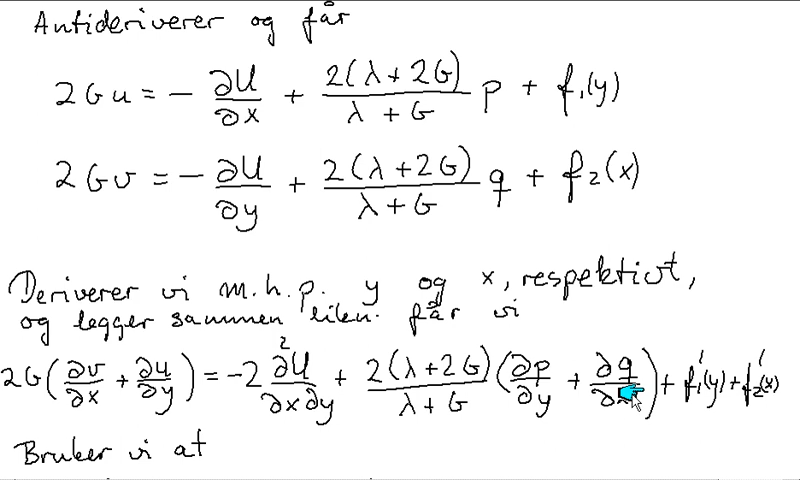 Antideriverer og får
2Gu = - ∂U/∂x + 2(λ+2G)/(λ+G) p + f₁(y)
2Gv = - ∂U/∂y + 2(λ+2G)/(λ+G) q + f₂(x)
Deriverer vi m.h.p. y og x, respektivt,
og legger sammen får vi
2G(∂v/∂x + ∂u/∂y) = -2 ∂²U/∂x∂y + 2(λ+2G)/(λ+G) (∂p/∂y + ∂q/∂x) + f₁'(y) + f₂'(x)
Bruker vi at